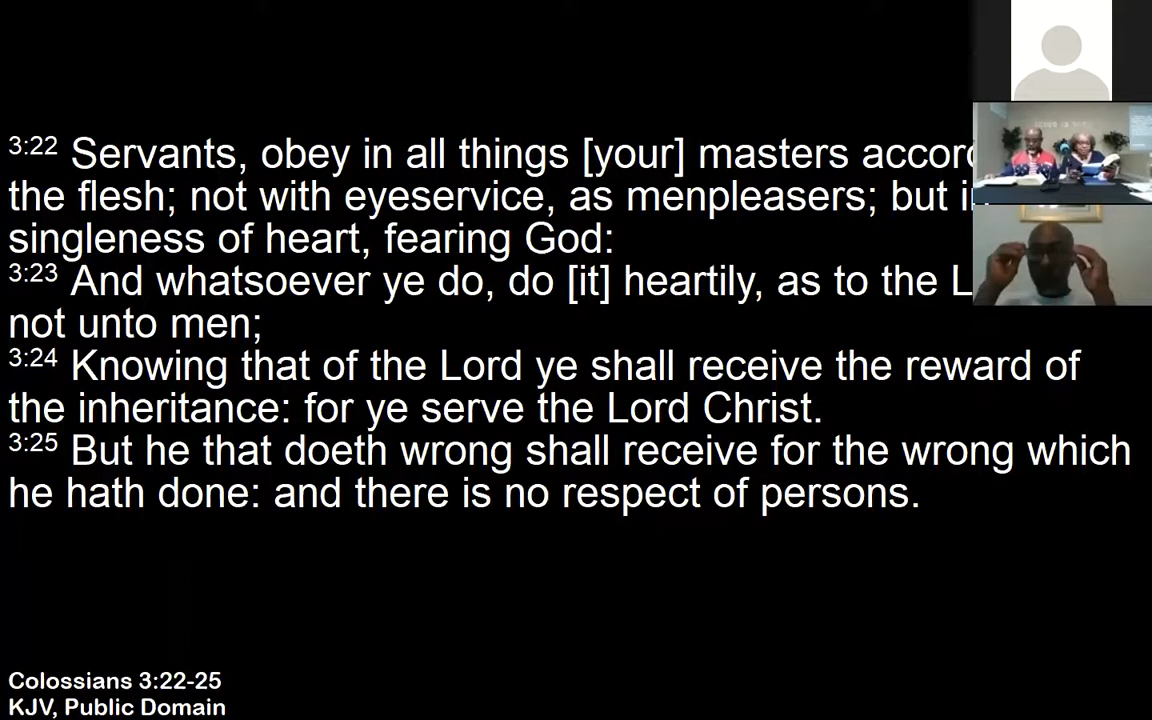 3:22 Servants, obey in all things [your] masters
the flesh; not with eyeservice, as menpleasers; but
singleness of heart, fearing God:
3:23 And whatsoever ye do, do [it] heartily, as to the
not unto men;
3:24 Knowing that of the Lord ye shall receive the reward of
the inheritance: for ye serve the Lord Christ.
3:25 But he that doeth wrong shall receive for the wrong which
he hath done: and there is no respect of persons.
Colossians 3:22-25
KJV, Public Domain